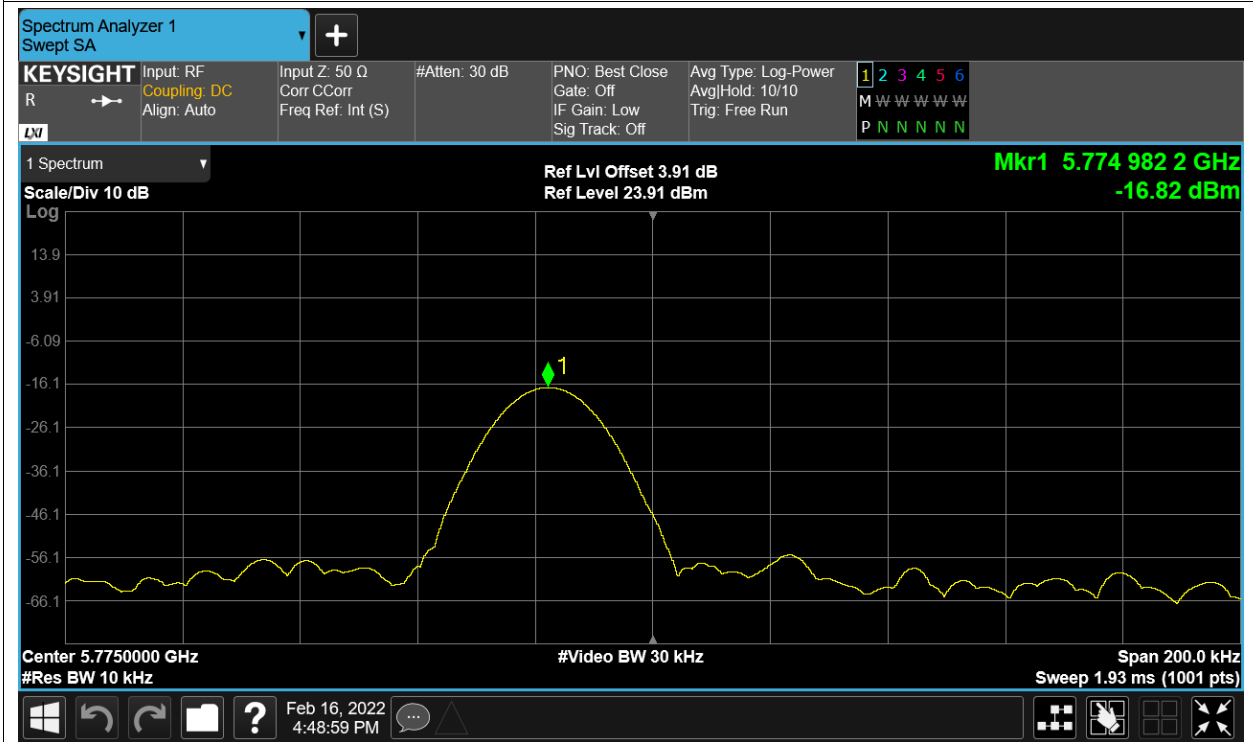 Spectrum Analyzer 1
Swept SA
KEYSIGHT
R
LXI
Input: RF
Coupling: DC
Align: Auto
Input Z: 50 Ω
Corr CCorr
Freq Ref: Int (S)
#Atten: 30 dB
PNO: Best Close
Gate: Off
IF Gain: Low
Sig Track: Off
Avg Type: Log-Power
Avg|Hold: 10/10
Trig: Free Run
1 2 3 4 5 6
M W W W W W
P N N N N N
1 Spectrum
Scale/Div 10 dB
Ref Lvl Offset 3.91 dB
Ref Level 23.91 dBm
Mkr1 5.774 982 2 GHz
-16.82 dBm
Log
13.9
3.91
-6.09
1
-16.1
-26.1
-36.1
-46.1
-56.1
-66.1
Center 5.7750000 GHz
#Video BW 30 kHz
Span 200.0 kHz
#Res BW 10 kHz
Sweep 1.93 ms (1001 pts)
?
Feb 16, 2022
4:48:59 PM